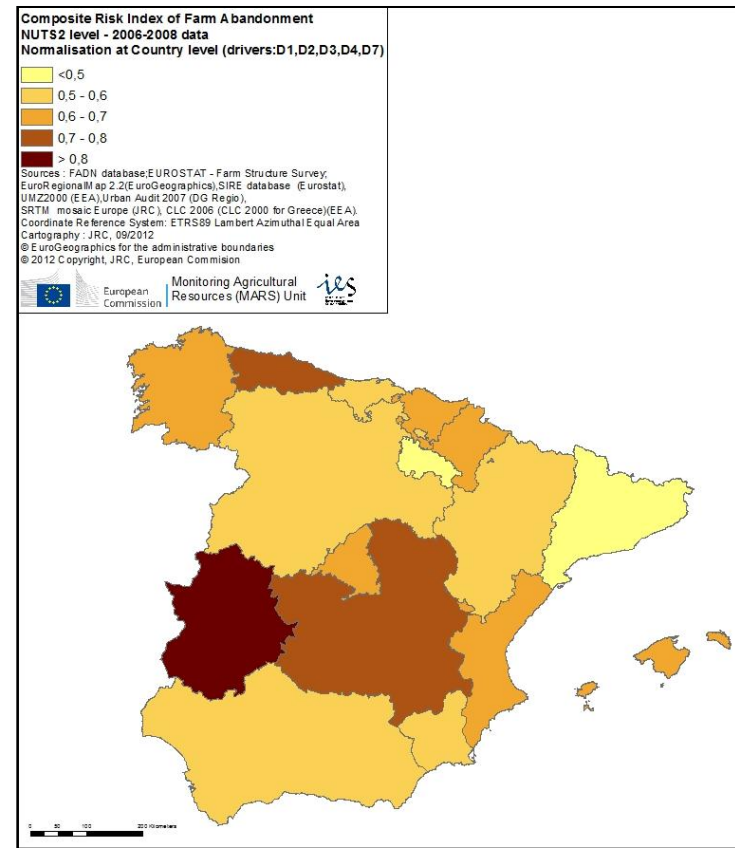 Composite Risk Index of Farm Abandonment
NUTS2 level - 2006-2008 data
Normalisation at Country level (drivers:D1,D2,D3,D4,D7)
<0,5
0,5 - 0,6
0,6 - 0,7
0,7 - 0,8
> 0,8
Sources : FADN database;EUROSTAT - Farm Structure Survey;
EuroRegionalMap 2.2(EuroGeographics),SIRE database (Eurostat),
UMZ2000 (EEA),Urban Audit 2007 (DG Regio),
SRTM mosaic Europe (JRC), CLC 2006 (CLC 2000 for Greece)(EEA).
Coordinate Reference System: ETRS89 Lambert Azimuthal Equal Area
Cartography : JRC, 09/2012
© EuroGeographics for the administrative boundaries
© 2012 Copyright, JRC, European Commision
European
Commission
Monitoring Agricultural
Resources (MARS) Unit
ies
0 50 100 200 Kilometers